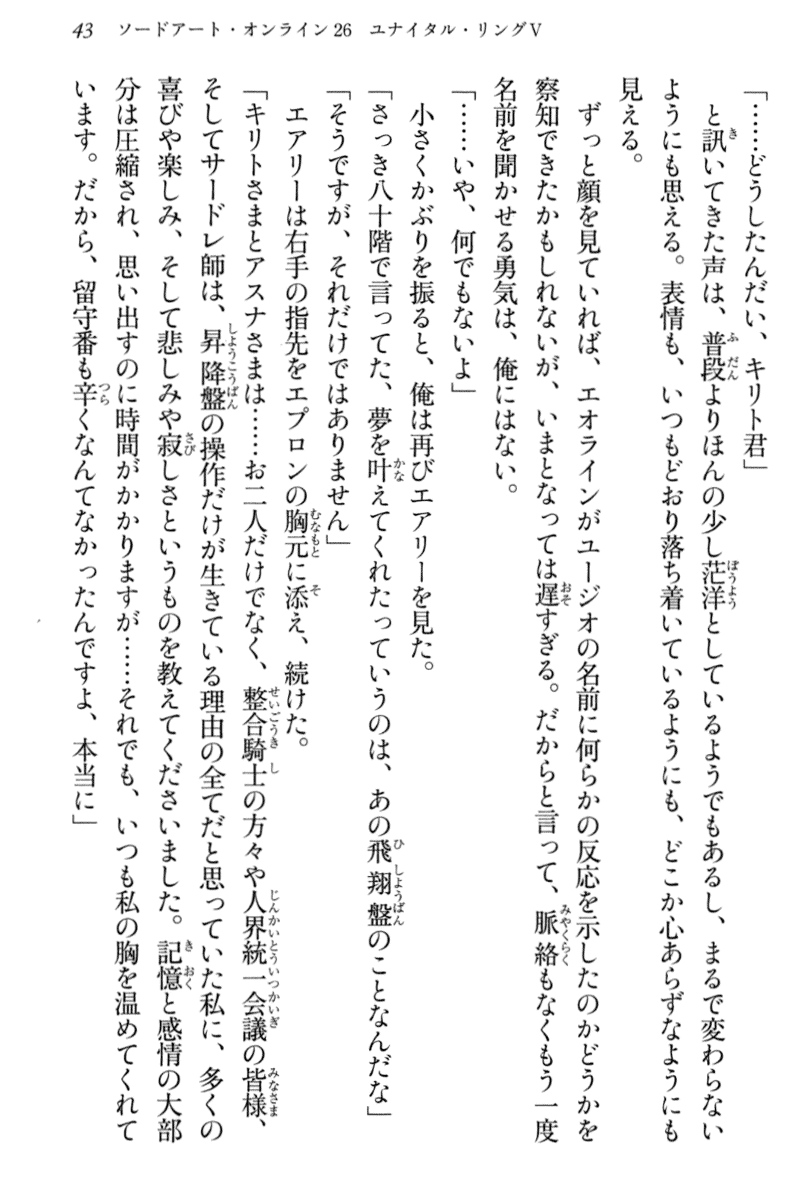 43　ソードアート・オンライン26　ユナイタル・リングⅤ
「……どうしたんだい、キリト君」
　と訊いてきた声は、普段よりほんの少し茫洋としているようでもあるし、まるで変わらない
ようにも思える。表情も、いつもどおり落ち着いているようにも、どこか心あらずなようにも
見える。
　ずっと顔を見ていれば、エオラインがユージオの名前に何らかの反応を示したのかどうかを
察知できたかもしれないが、いまとなっては遅すぎる。だからと言って、脈絡もなくもう一度
名前を聞かせる勇気は、俺にはない。
「……いや、何でもないよ」
　小さくかぶりを振ると、俺は再びエアリーを見た。
「さっき八十階で言ってた、夢を叶えてくれたっていうのは、あの飛翔盤のことなんだな」
「そうですが、それだけではありません」
　エアリーは右手の指先をエプロンの胸元に添え、続けた。
「キリトさまとアスナさまは……お二人だけでなく、整合騎士の方々や人界統一会議の皆様、
そしてサードレ師は、昇降盤の操作だけが生きている理由の全てだと思っていた私に、多くの
喜びや楽しみ、そして悲しみや寂しさというものを教えてくださいました。記憶と感情の大部
分は圧縮され、思い出すのに時間がかかりますが……それでも、いつも私の胸を温めてくれて
います。だから、留守番も辛くなんてなかったんですよ、本当に」